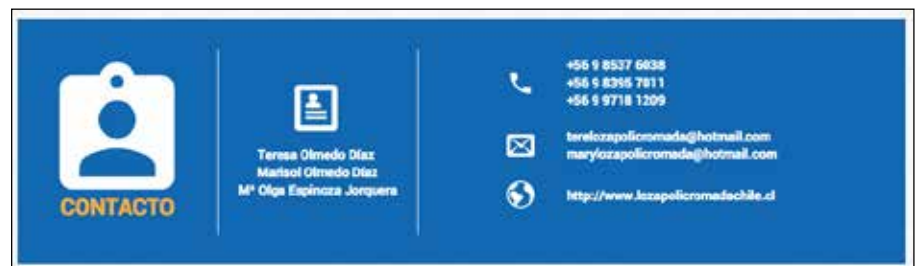 CONTACTO
Teresa Olmedo Díaz
Marisol Olmedo Díaz
Mª Olga Espinoza Jorquera
+56 9 8537 6038
+56 9 8395 7811
+56 9 9718 1209
terelozapolicromada@hotmail.com
marylozapolicromada@hotmail.com
http://www.lozapolicromadachile.cl